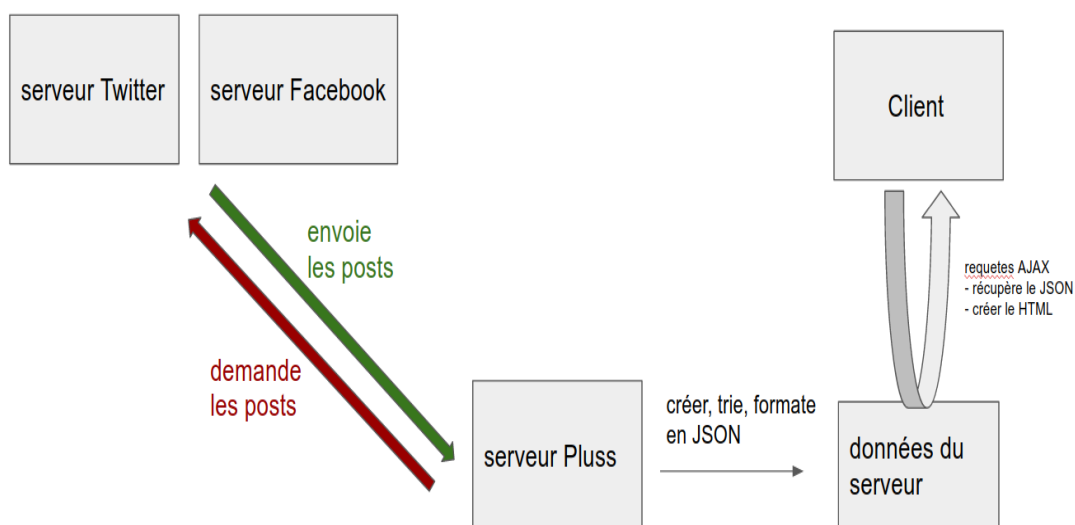 serveur Twitter
serveur Facebook
Client
envoie
les posts
requetes AJAX
- récupère le JSON
- créer le HTML
demande
les posts
créer, trie, formate
en JSON
serveur Pluss
données du
serveur